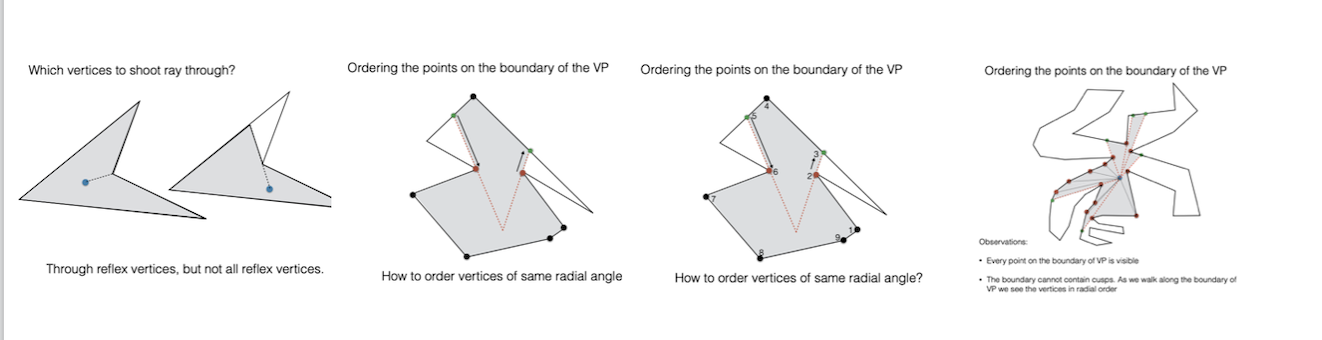 Which vertices to shoot ray through?
Through reflex vertices, but not all reflex vertices.
Ordering the points on the boundary of the VP
How to order vertices of same radial angle
Ordering the points on the boundary of the VP
4
5
3
6
2
7
1
9
8
How to order vertices of same radial angle?
Ordering the points on the boundary of the VP
Observations:
• Every point on the boundary of VP is visible
• The boundary cannot contain cusps. As we walk along the boundary of
VP we see the vertices in radial order